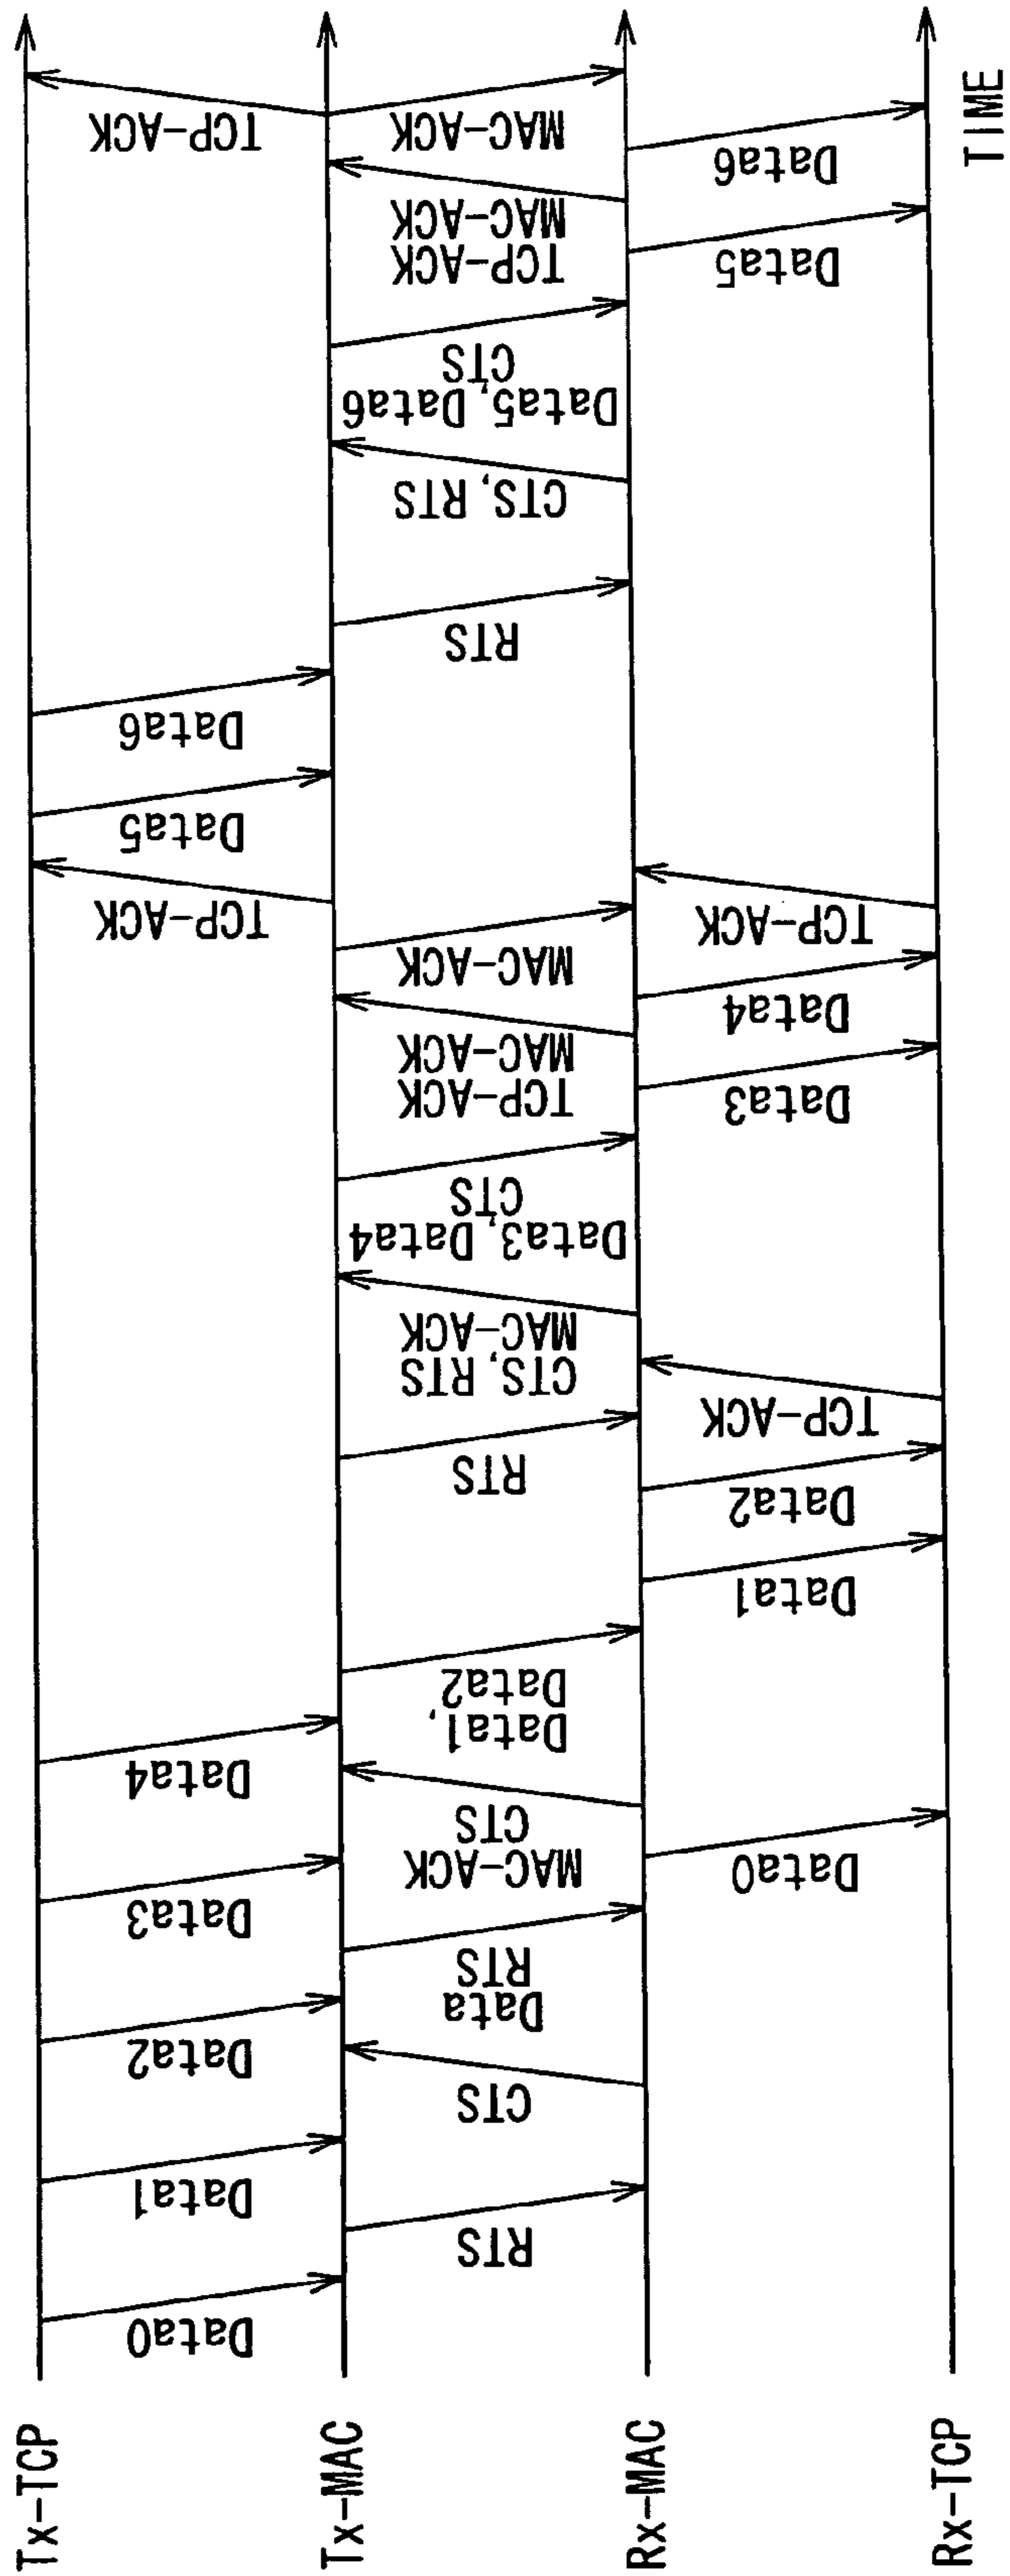 Tx-TCP
Tx-MAC
Rx-MAC
Rx-TCP
TIME
Data0
Data1
Data2
Data3
Data4
TCP-ACK
Data5
Data6
TCP-ACK
RTS
CTS
Data
RTS
MAC-ACK
CTS
Data1,
Data2
RTS
CTS, RTS
MAC-ACK
Data3, Data4
CTS
TCP-ACK
MAC-ACK
MAC-ACK
RTS
CTS, RTS
Data5, Data6
CTS
TCP-ACK
MAC-ACK
MAC-ACK
Data0
Data1
Data2
TCP-ACK
Data3
Data4
TCP-ACK
Data5
Data6